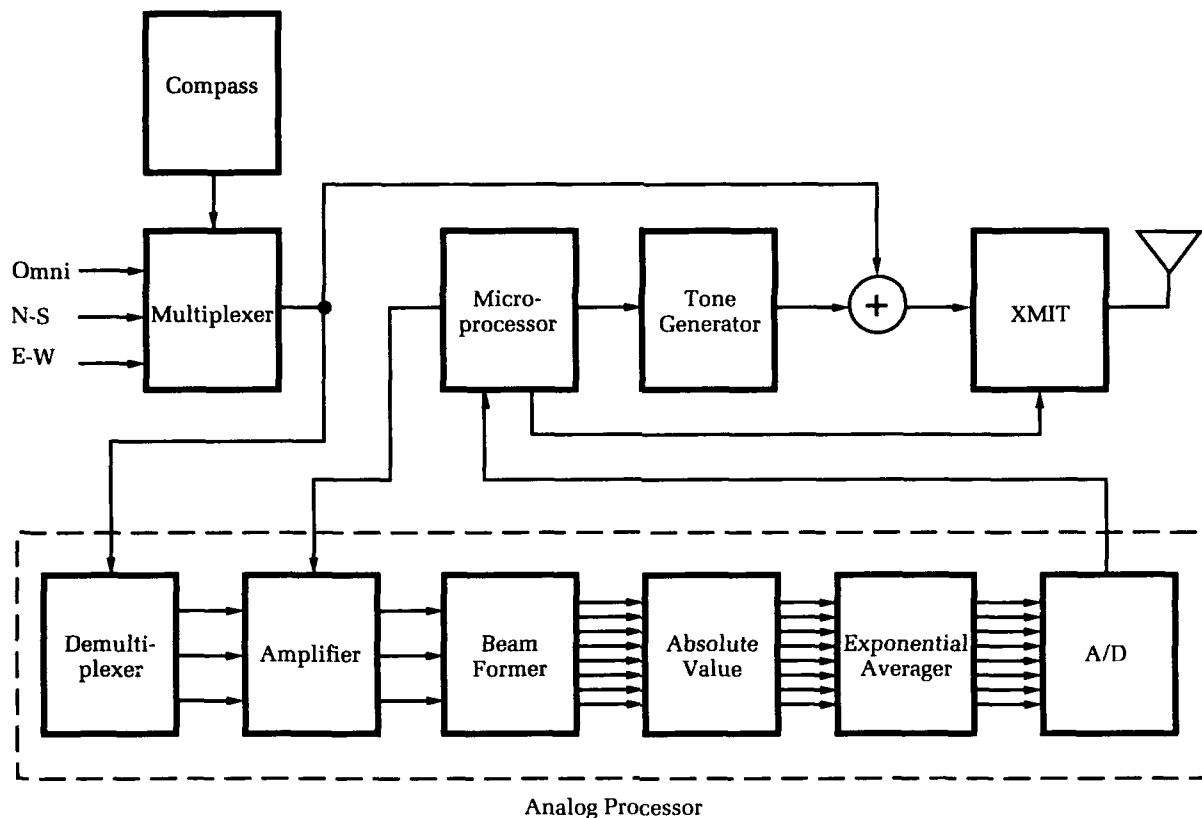 Compass
Omni
N-S
E-W
Multiplexer
Micro-
processor
Tone
Generator
+
XMIT
Demulti-
plexer
Amplifier
Beam
Former
Absolute
Value
Exponential
Averager
A/D
Analog Processor